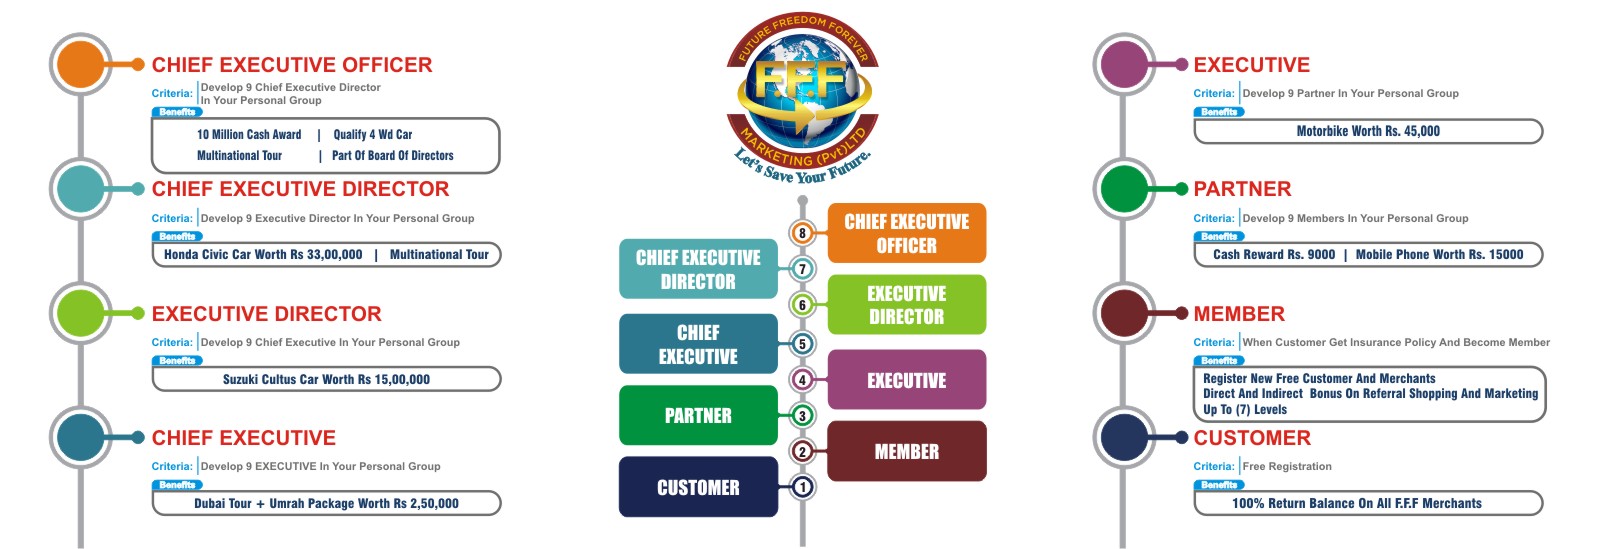 CHIEF EXECUTIVE OFFICER
Criteria: Develop 9 Chief Executive Director
In Your Personal Group
Benefits
10 Million Cash Award | Qualify 4 Wd Car
Multinational Tour | Part Of Board Of Directors
CHIEF EXECUTIVE DIRECTOR
Criteria: Develop 9 Executive Director In Your Personal Group
Benefits
Honda Civic Car Worth Rs 33,00,000 | Multinational Tour
EXECUTIVE DIRECTOR
Criteria: Develop 9 Chief Executive In Your Personal Group
Benefits
Suzuki Cultus Car Worth Rs 15,00,000
CHIEF EXECUTIVE
Criteria: Develop 9 EXECUTIVE In Your Personal Group
Benefits
Dubai Tour + Umrah Package Worth Rs 2,50,000
FUTURE FREEDOM FOREVER
F.F.F
MARKETING (Pvt)LTD
Let's Save Your Future.
8
CHIEF EXECUTIVE
OFFICER
CHIEF EXECUTIVE
DIRECTOR
7
6
EXECUTIVE
DIRECTOR
CHIEF
EXECUTIVE
5
4
EXECUTIVE
PARTNER
3
2
MEMBER
CUSTOMER
1
EXECUTIVE
Criteria: Develop 9 Partner In Your Personal Group
Benefits
Motorbike Worth Rs. 45,000
PARTNER
Criteria: Develop 9 Members In Your Personal Group
Benefits
Cash Reward Rs. 9000 | Mobile Phone Worth Rs. 15000
MEMBER
Criteria: When Customer Get Insurance Policy And Become Member
Benefits
Register New Free Customer And Merchants
Direct And Indirect Bonus On Referral Shopping And Marketing
Up To (7) Levels
CUSTOMER
Criteria: Free Registration
Benefits
100% Return Balance On All F.F.F Merchants